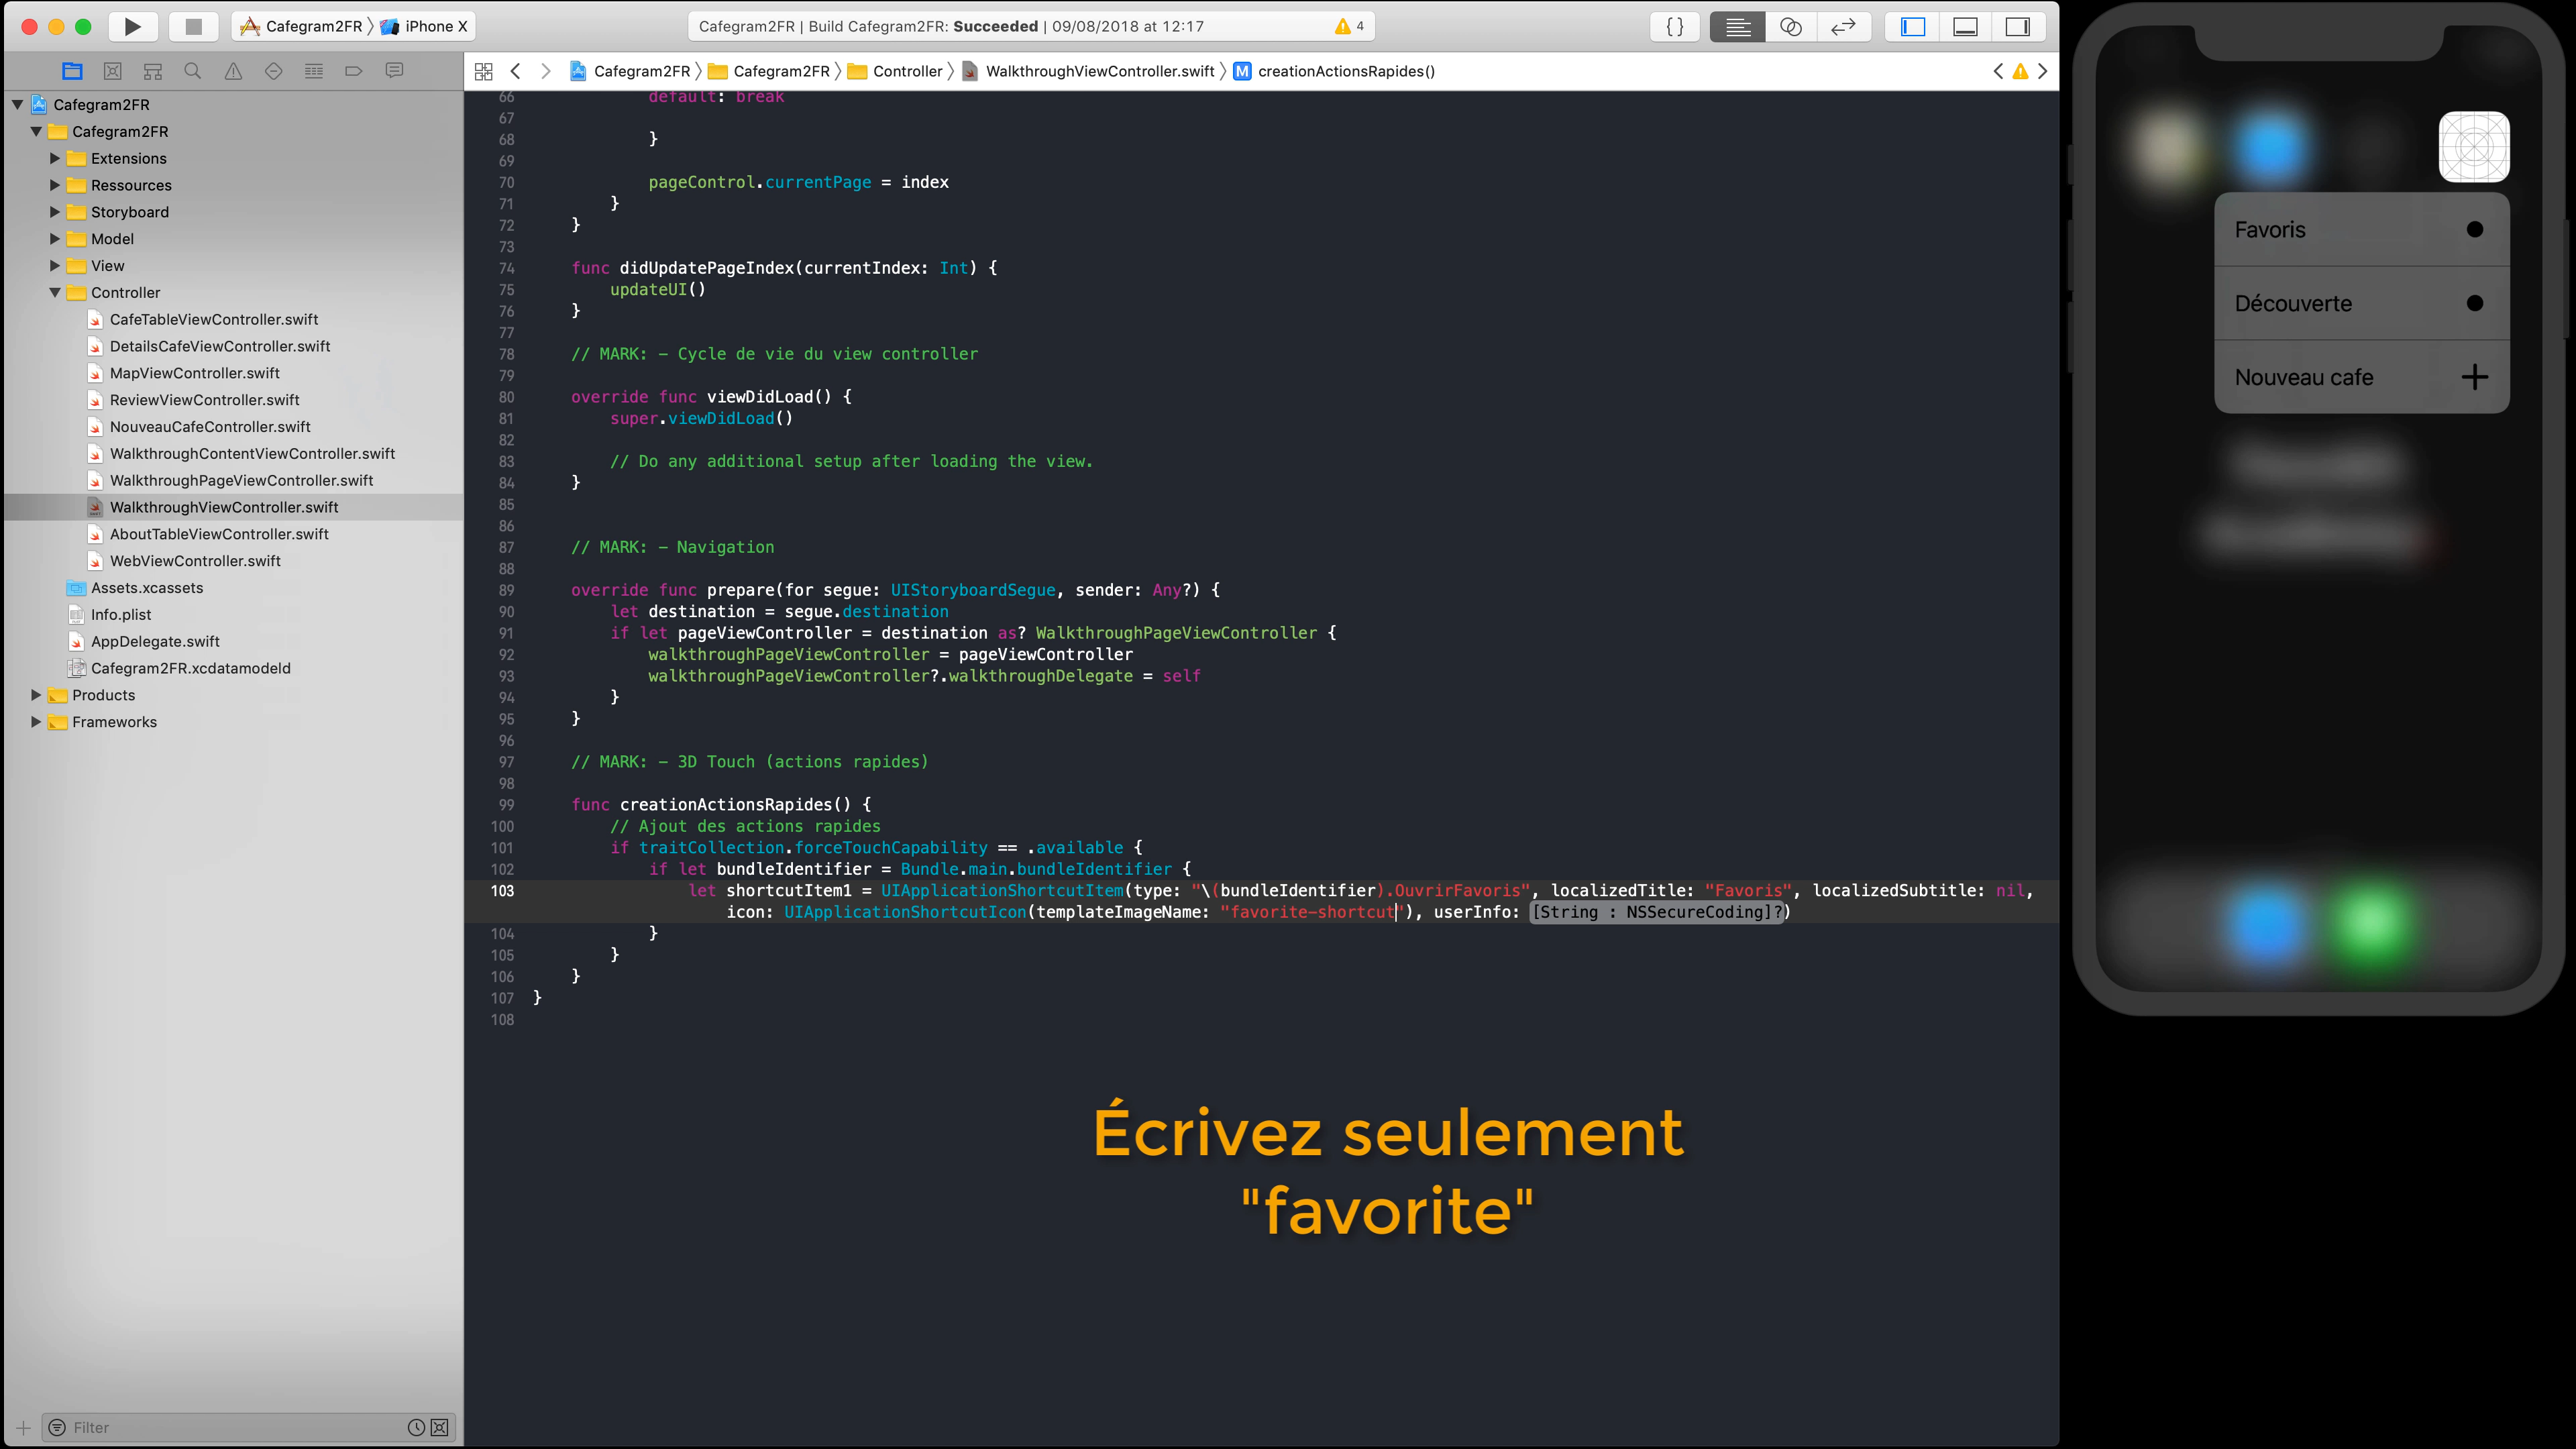 Cafegram2FR
iPhone X
Cafegram2FR | Build Cafegram2FR: Succeeded | 09/08/2018 at 12:17
4
{ }
Cafegram2FR
Cafegram2FR
Controller
WalkthroughViewController.swift
M
creationActionsRapides()
Cafegram2FR
Cafegram2FR
Extensions
Ressources
Storyboard
Model
View
Controller
CafeTableViewController.swift
DetailsCafeViewController.swift
MapViewController.swift
ReviewViewController.swift
NouveauCafeController.swift
WalkthroughContentViewController.swift
WalkthroughPageViewController.swift
WalkthroughViewController.swift
AboutTableViewController.swift
WebViewController.swift
Assets.xcassets
Info.plist
AppDelegate.swift
Cafegram2FR.xcdatamodeld
Products
Frameworks
Filter
66 default: break
67
68 }
69
70 pageControl.currentPage = index
71 }
72 }
73
74 func didUpdatePageIndex(currentIndex: Int) {
75 updateUI()
76 }
77
78 // MARK: - Cycle de vie du view controller
79
80 override func viewDidLoad() {
81 super.viewDidLoad()
82
83 // Do any additional setup after loading the view.
84 }
85
86
87 // MARK: - Navigation
88
89 override func prepare(for segue: UIStoryboardSegue, sender: Any?) {
90 let destination = segue.destination
91 if let pageViewController = destination as? WalkthroughPageViewController {
92 walkthroughPageViewController = pageViewController
93 walkthroughPageViewController?.walkthroughDelegate = self
94 }
95 }
96
97 // MARK: - 3D Touch (actions rapides)
98
99 func creationActionsRapides() {
100 // Ajout des actions rapides
101 if traitCollection.forceTouchCapability == .available {
102 if let bundleIdentifier = Bundle.main.bundleIdentifier {
103 let shortcutItem1 = UIApplicationShortcutItem(type: "\(bundleIdentifier).OuvrirFavoris", localizedTitle: "Favoris", localizedSubtitle: nil,
icon: UIApplicationShortcutIcon(templateImageName: "favorite-shortcut"), userInfo: [String : NSSecureCoding]?)
104 }
105 }
106 }
107 }
108
Écrivez seulement
"favorite"
Favoris
Découverte
Nouveau cafe